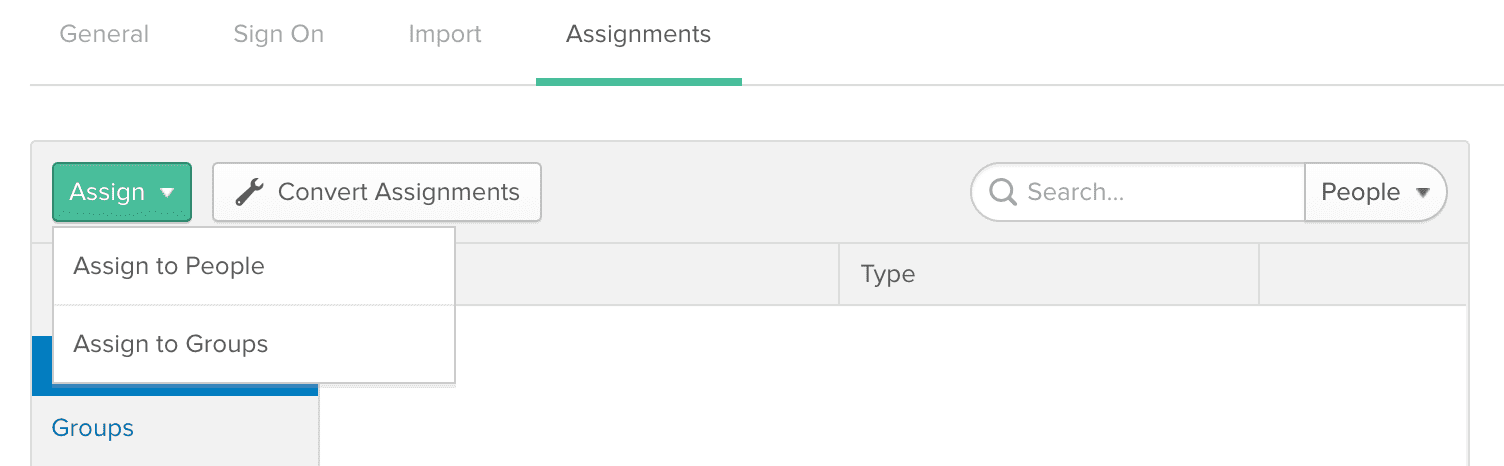 General Sign On Import Assignments
Assign Convert Assignments Search... People
Assign to People
Type
Assign to Groups
Groups